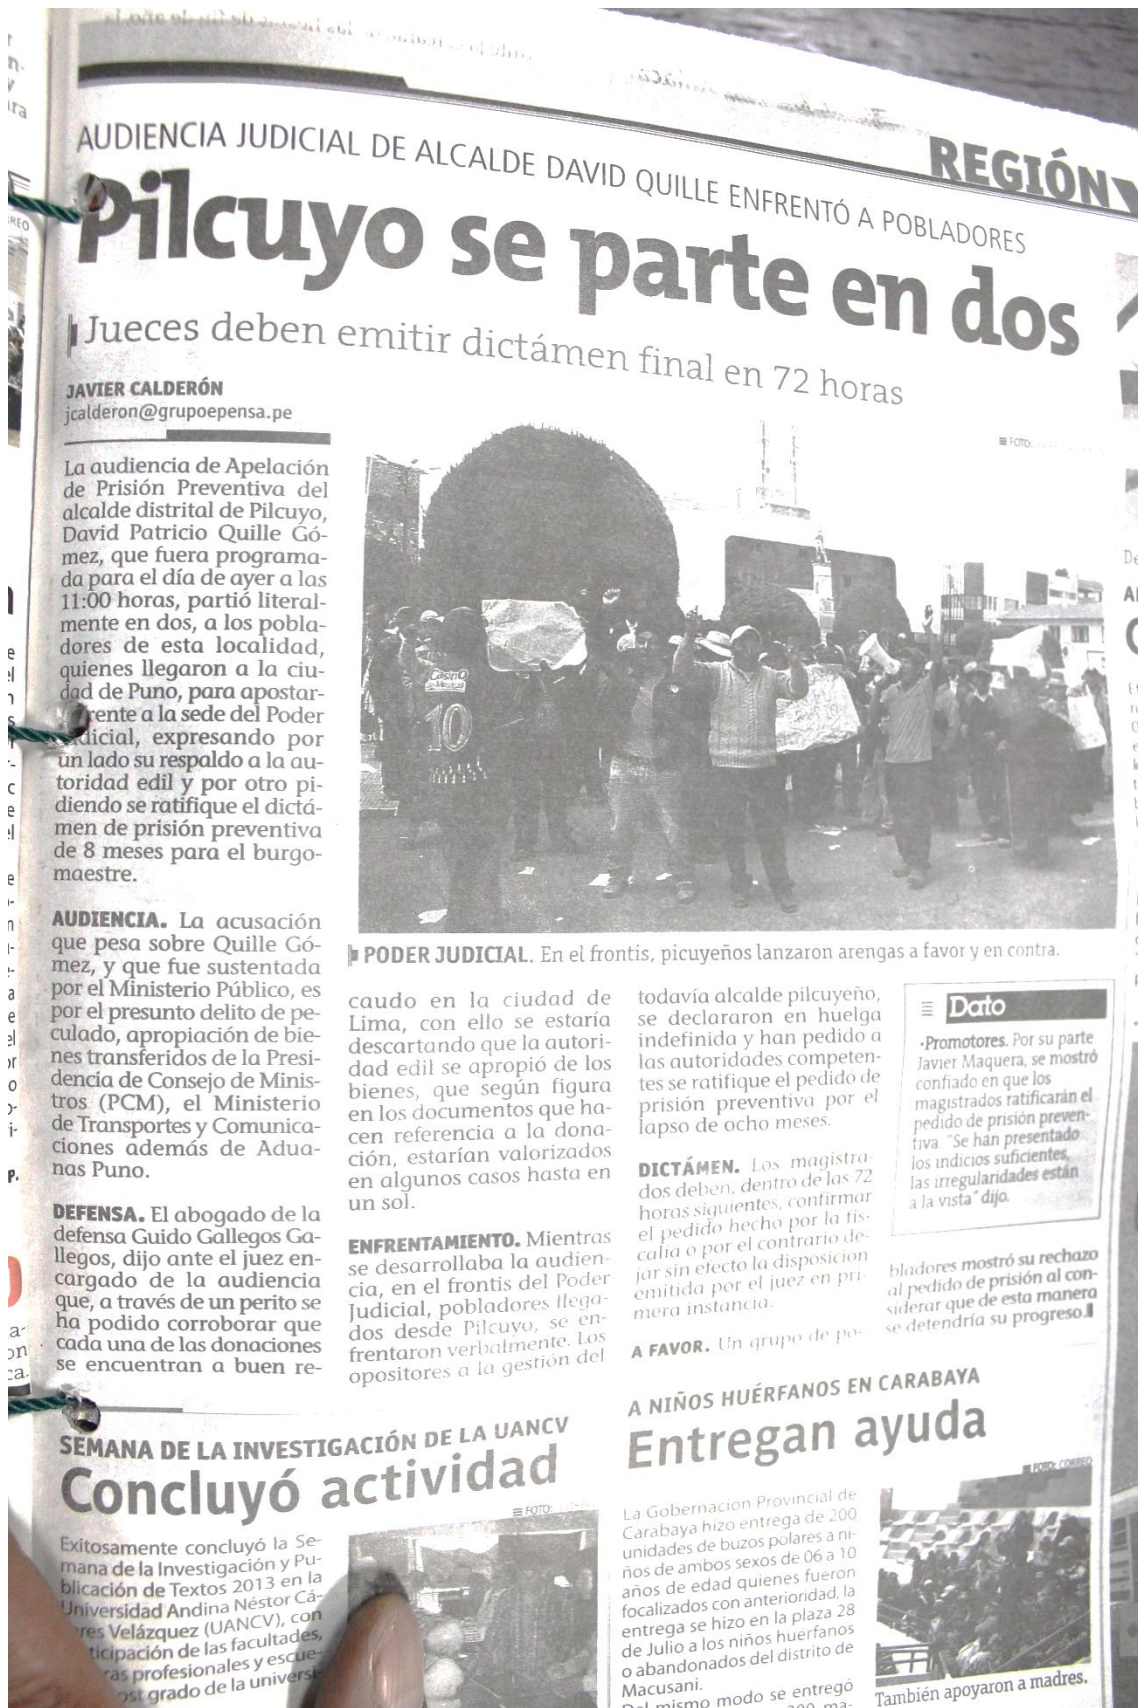 REGIÓN
AUDIENCIA JUDICIAL DE ALCALDE DAVID QUILLE ENFRENTÓ A POBLADORES
Pilcuyo se parte en dos
Jueces deben emitir dictámen final en 72 horas
JAVIER CALDERÓN
jcalderon@grupoepensa.pe
La audiencia de Apelación
de Prisión Preventiva del
alcalde distrital de Pilcuyo,
David Patricio Quille Gó-
mez, que fuera programa-
da para el día de ayer a las
11:00 horas, partió literal-
mente en dos, a los pobla-
dores de esta localidad,
quienes llegaron a la ciu-
dad de Puno, para apostar-
frente a la sede del Poder
Judicial, expresando por
un lado su respaldo a la au-
toridad edil y por otro pi-
diendo se ratifique el dictá-
men de prisión preventiva
de 8 meses para el burgo-
maestre.
AUDIENCIA. La acusación
que pesa sobre Quille Gó-
mez, y que fue sustentada
por el Ministerio Público, es
por el presunto delito de pe-
culado, apropiación de bie-
nes transferidos de la Presi-
dencia de Consejo de Minis-
tros (PCM), el Ministerio
de Transportes y Comunica-
ciones además de Adua-
nas Puno.
DEFENSA. El abogado de la
defensa Guido Gallegos Ga-
llegos, dijo ante el juez en-
cargado de la audiencia
que, a través de un perito se
ha podido corroborar que
cada una de las donaciones
se encuentran a buen re-
FOTO:
Casino
10
PODER JUDICIAL. En el frontis, picuyeños lanzaron arengas a favor y en contra.
caudo en la ciudad de
Lima, con ello se estaría
descartando que la autori-
dad edil se apropió de los
bienes, que según figura
en los documentos que ha-
cen referencia a la dona-
ción, estarían valorizados
en algunos casos hasta en
un sol.
ENFRENTAMIENTO. Mientras
se desarrollaba la audien-
cia, en el frontis del Poder
Judicial, pobladores llega-
dos desde Pilcuyo, se en-
frentaron verbalmente. Los
opositores a la gestión del
todavía alcalde pilcuyeño,
se declararon en huelga
indefinida y han pedido a
las autoridades competen-
tes se ratifique el pedido de
prisión preventiva por el
lapso de ocho meses.
DICTÁMEN. Los magistra-
dos deben, dentro de las 72
horas siguientes, confirmar
el pedido hecho por la fis-
calía o por el contrario de-
jar sin efecto la disposición
emitida por el juez en pri-
mera instancia.
A FAVOR. Un grupo de po-
Dato
·Promotores. Por su parte
Javier Maquera, se mostró
confiado en que los
magistrados ratificarán el
pedido de prisión preven-
tiva. "Se han presentado
los indicios suficientes,
las irregularidades están
a la vista" dijo.
bladores mostró su rechazo
al pedido de prisión al con-
siderar que de esta manera
se detendría su progreso.
SEMANA DE LA INVESTIGACIÓN DE LA UANCV
Concluyó actividad
Exitosamente concluyó la Se-
mana de la Investigación y Pu-
blicación de Textos 2013 en la
Universidad Andina Néstor Cá-
res Velázquez (UANCV), con
ticipación de las facultades,
ras profesionales y escue-
ost grado de la universi-
FOTO:
A NIÑOS HUÉRFANOS EN CARABAYA
Entregan ayuda
La Gobernacion Provincial de
Carabaya hizo entrega de 200
unidades de buzos polares a ni-
ños de ambos sexos de 06 a 10
años de edad quienes fueron
focalizados con anterioridad, la
entrega se hizo en la plaza 28
de Julio a los niños huérfanos
o abandonados del distrito de
Macusani.
Del mismo modo se entregó
FOTO: CORREO
También apoyaron a madres.